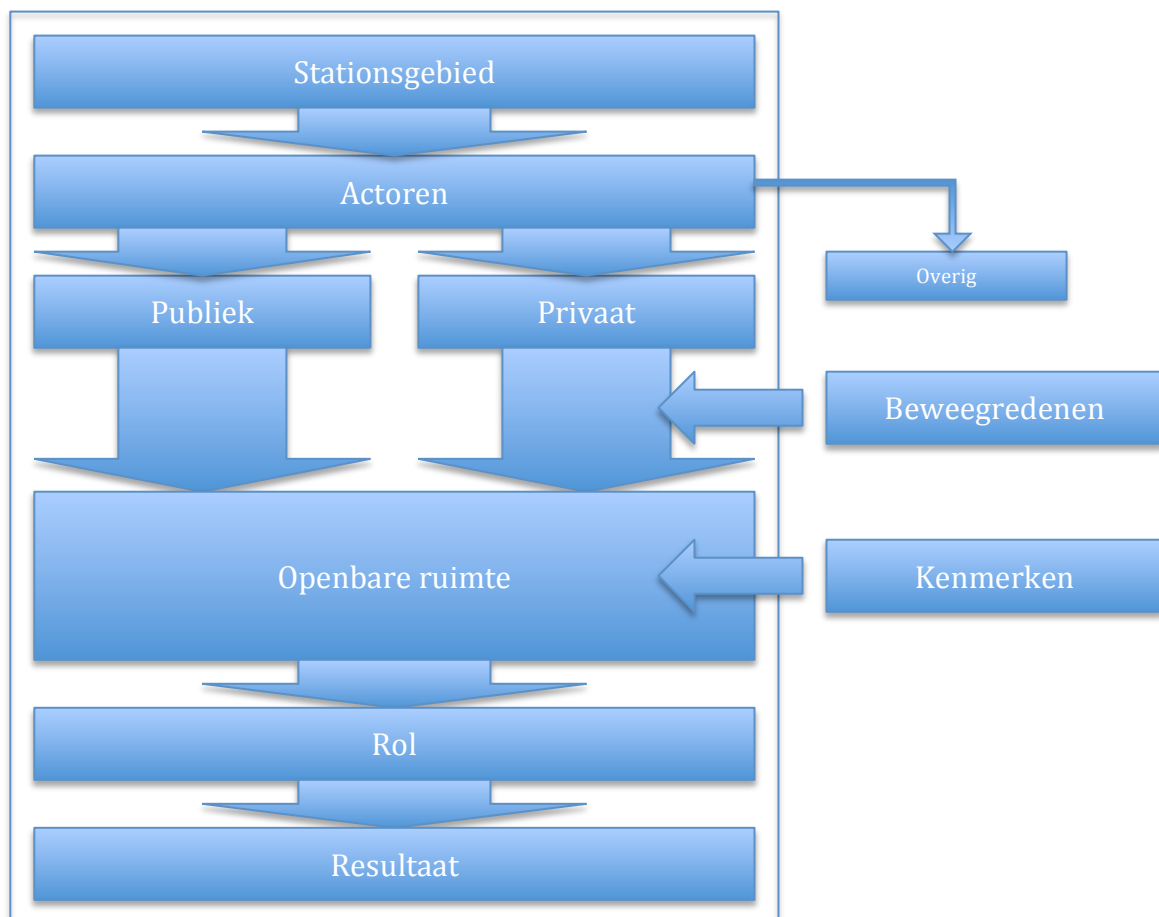 Stationsgebied
Actoren
Publiek
Privaat
Overig
Beweegredenen
Openbare ruimte
Kenmerken
Rol
Resultaat